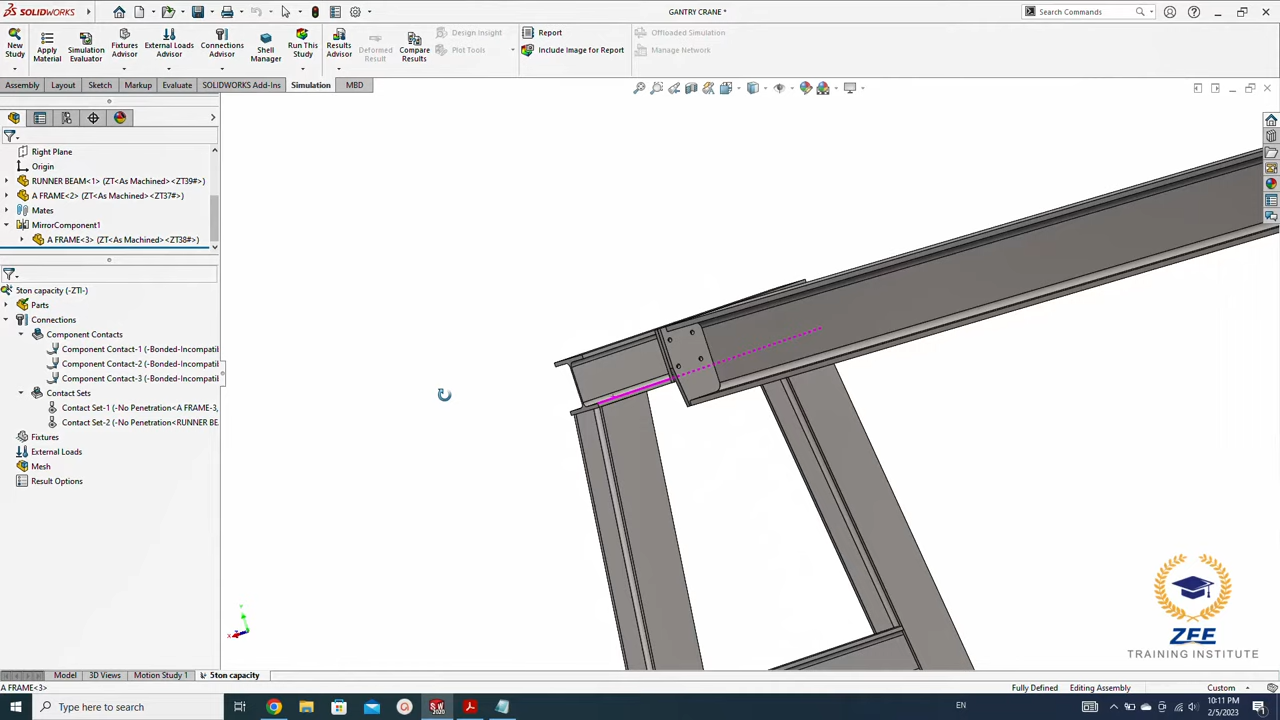 SOLIDWORKS
GANTRY CRANE *
Search Commands
New Study
Apply Material
Simulation Evaluator
Fixtures Advisor
External Loads Advisor
Connections Advisor
Shell Manager
Run This Study
Results Advisor
Deformed Result
Compare Results
Design Insight
Plot Tools
Report
Include Image for Report
Offloaded Simulation
Manage Network
Assembly
Layout
Sketch
Markup
Evaluate
SOLIDWORKS Add-Ins
Simulation
MBD
Right Plane
Origin
RUNNER BEAM<1> (ZT<As Machined><ZT39#>)
A FRAME<2> (ZT<As Machined><ZT37#>)
Mates
MirrorComponent1
A FRAME<3> (ZT<As Machined><ZT38#>)
5ton capacity (-ZTI-)
Parts
Connections
Component Contacts
Component Contact-1 (-Bonded-Incompati
Component Contact-2 (-Bonded-Incompati
Component Contact-3 (-Bonded-Incompati
Contact Sets
Contact Set-1 (-No Penetration<A FRAME-3,
Contact Set-2 (-No Penetration<RUNNER BE,
Fixtures
External Loads
Mesh
Result Options
Y
X
ZFE
TRAINING INSTITUTE
Model
3D Views
Motion Study 1
5ton capacity
A FRAME<3>
Fully Defined
Editing Assembly
Custom
Type here to search
SW
2020
EN
10:11 PM
2/5/2023